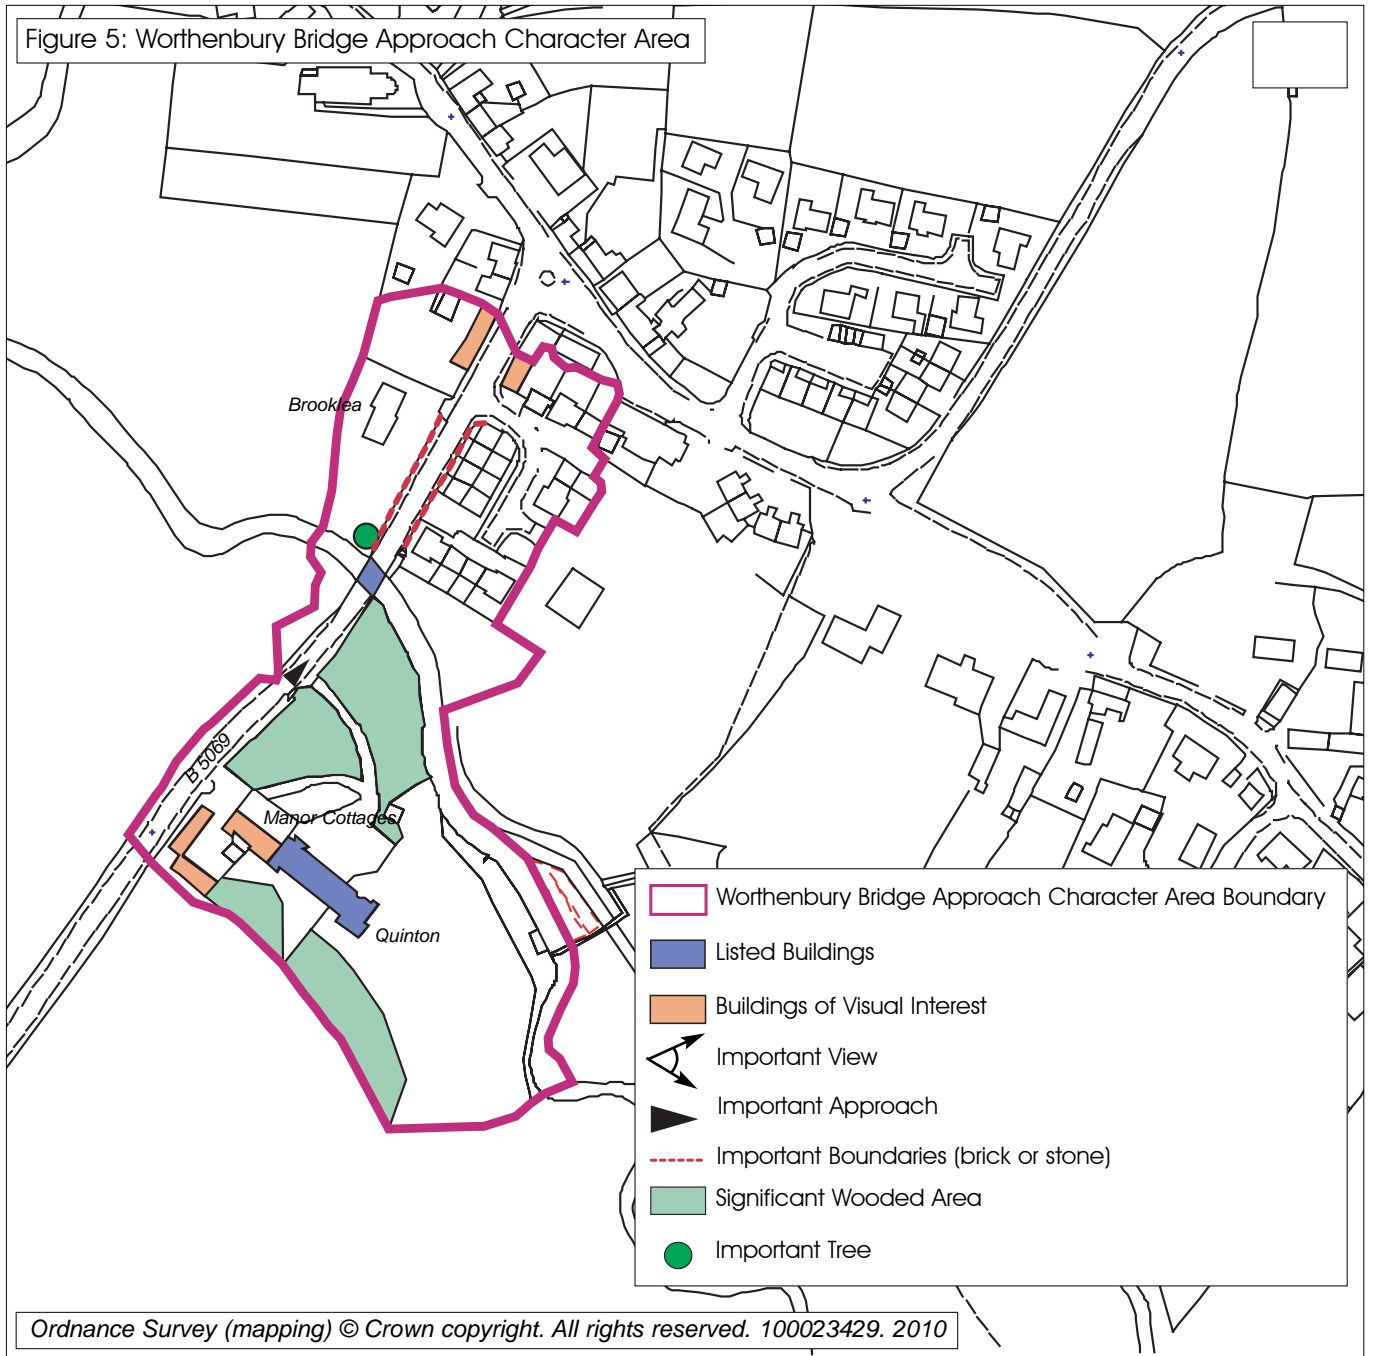 Figure 5: Worthenbury Bridge Approach Character Area
Brooklea
B 5069
Manor Cottages
Quinton
Worthenbury Bridge Approach Character Area Boundary
Listed Buildings
Buildings of Visual Interest
Important View
Important Approach
Important Boundaries (brick or stone)
Significant Wooded Area
Important Tree
Ordnance Survey (mapping) © Crown copyright. All rights reserved. 100023429. 2010